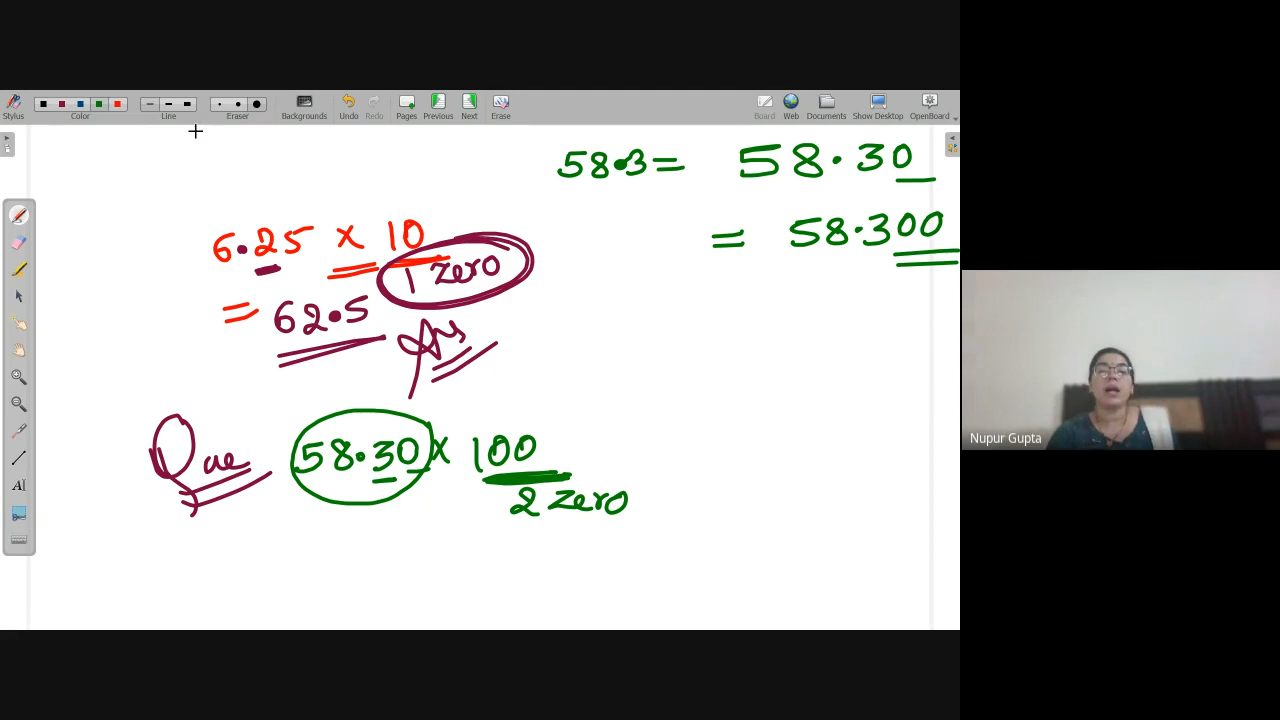 Stylus
Color
Line
Eraser
Backgrounds
Undo
Redo
Pages
Previous
Next
Erase
Board
Web
Documents
Show Desktop
OpenBoard
58.3 = 58.30
= 58.300
6.25 x 10
1 zero
= 62.5 Ans
Que 58.30 x 100
2 zero
Nupur Gupta